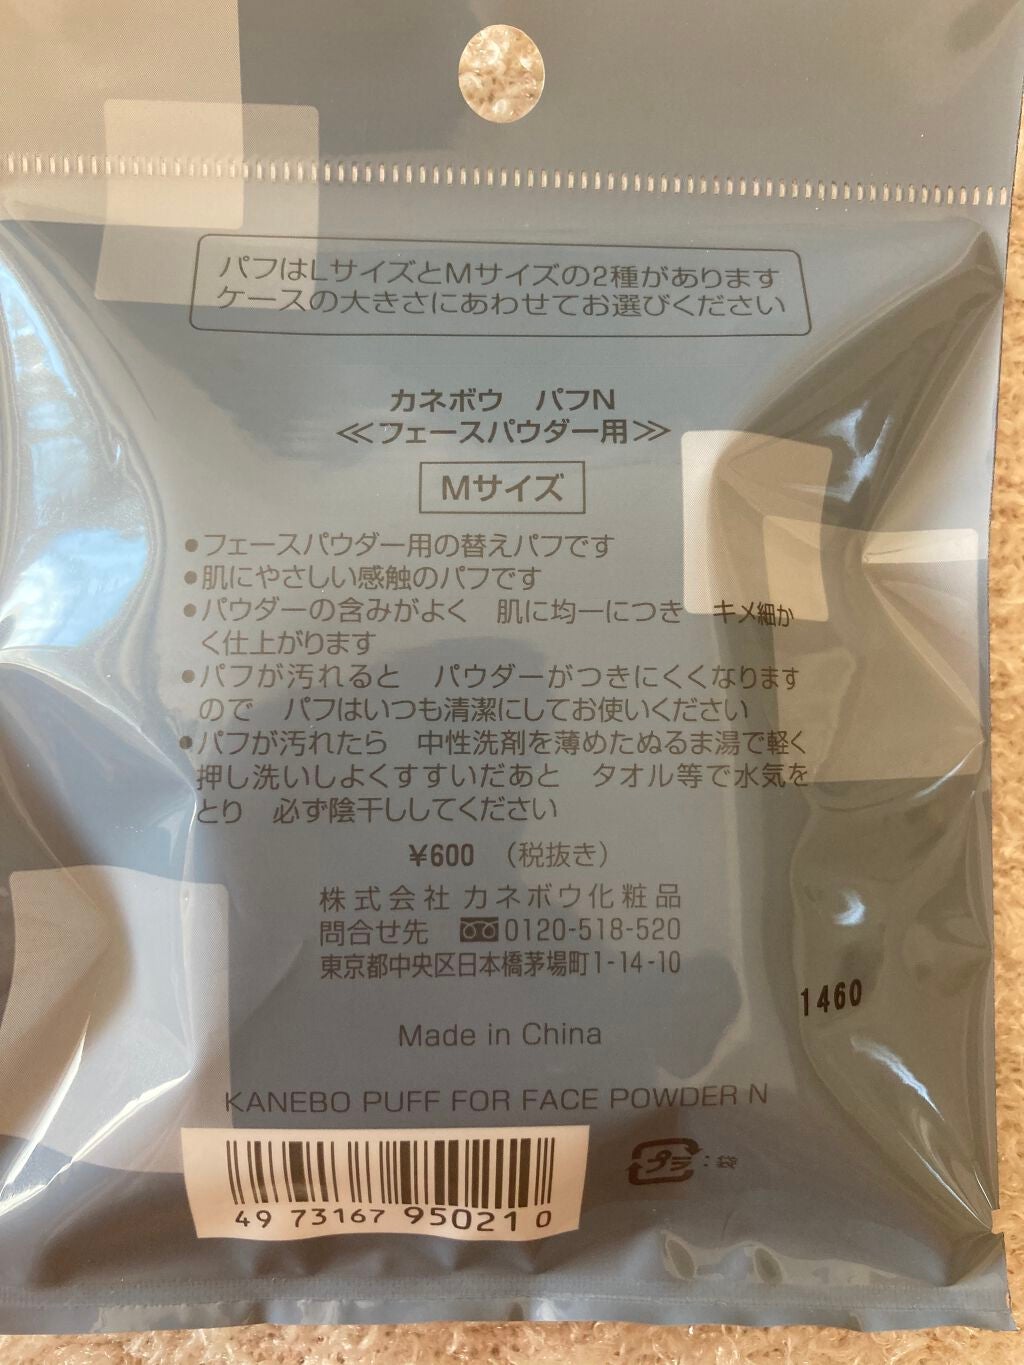 パフはLサイズとMサイズの2種があります
ケースの大きさにあわせてお選びください
カネボウ　パフN
≪フェースパウダー用≫
Mサイズ
●フェースパウダー用の替えパフです
●肌にやさしい感触のパフです
●パウダーの含みがよく　肌に均一につき　キメ細か
く仕上がります
●パフが汚れると　パウダーがつきにくくなります
ので　パフはいつも清潔にしてお使いください
●パフが汚れたら　中性洗剤を薄めたぬるま湯で軽く
押し洗いしよくすすいだあと　タオル等で水気を
とり　必ず陰干ししてください
¥600　（税抜き）
株式会社 カネボウ化粧品
問合せ先　0120-518-520
東京都中央区日本橋茅場町1-14-10
1460
Made in China
KANEBO PUFF FOR FACE POWDER N
プラ：袋
49 73167 95021 0